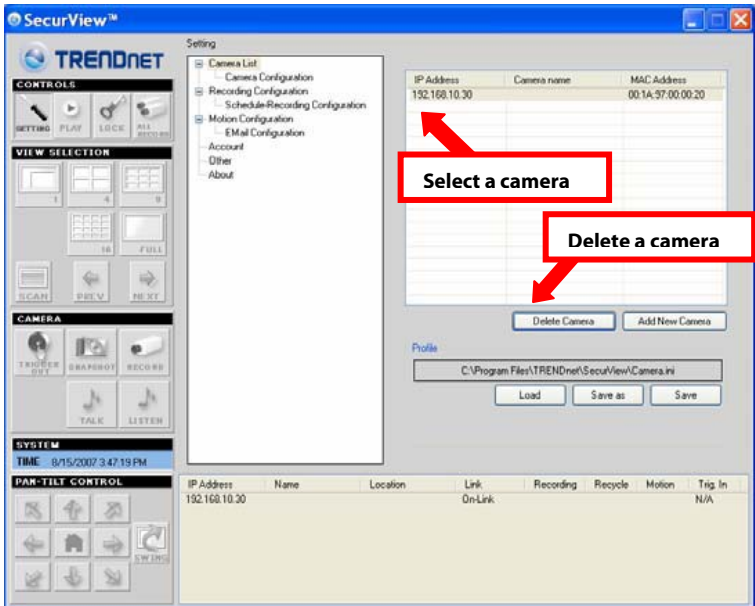 SecurView™
TRENDNET
CONTROLS
SETTING PLAY LOCK ALL RECORD
VIEW SELECTION
1 4 9
16 FULL
SCAN PREV NEXT
CAMERA
TRIGGER OUT SNAPSHOT RECORD
TALK LISTEN
SYSTEM
TIME 8/15/2007 3:47:19 PM
PAN-TILT CONTROL
SWING
Setting
Camera List
Camera Configuration
Recording Configuration
Schedule-Recording Configuration
Motion Configuration
EMail Configuration
Account
Other
About
IP Address Camera name MAC Address
192.168.10.30 00:1A:97:00:00:20
Select a camera
Delete a camera
Delete Camera Add New Camera
Profile
C:\Program Files\TRENDnet\SecurView\Camera.ini
Load Save as Save
IP Address Name Location Link Recording Recycle Motion Trig. In
192.168.10.30 On-Link N/A